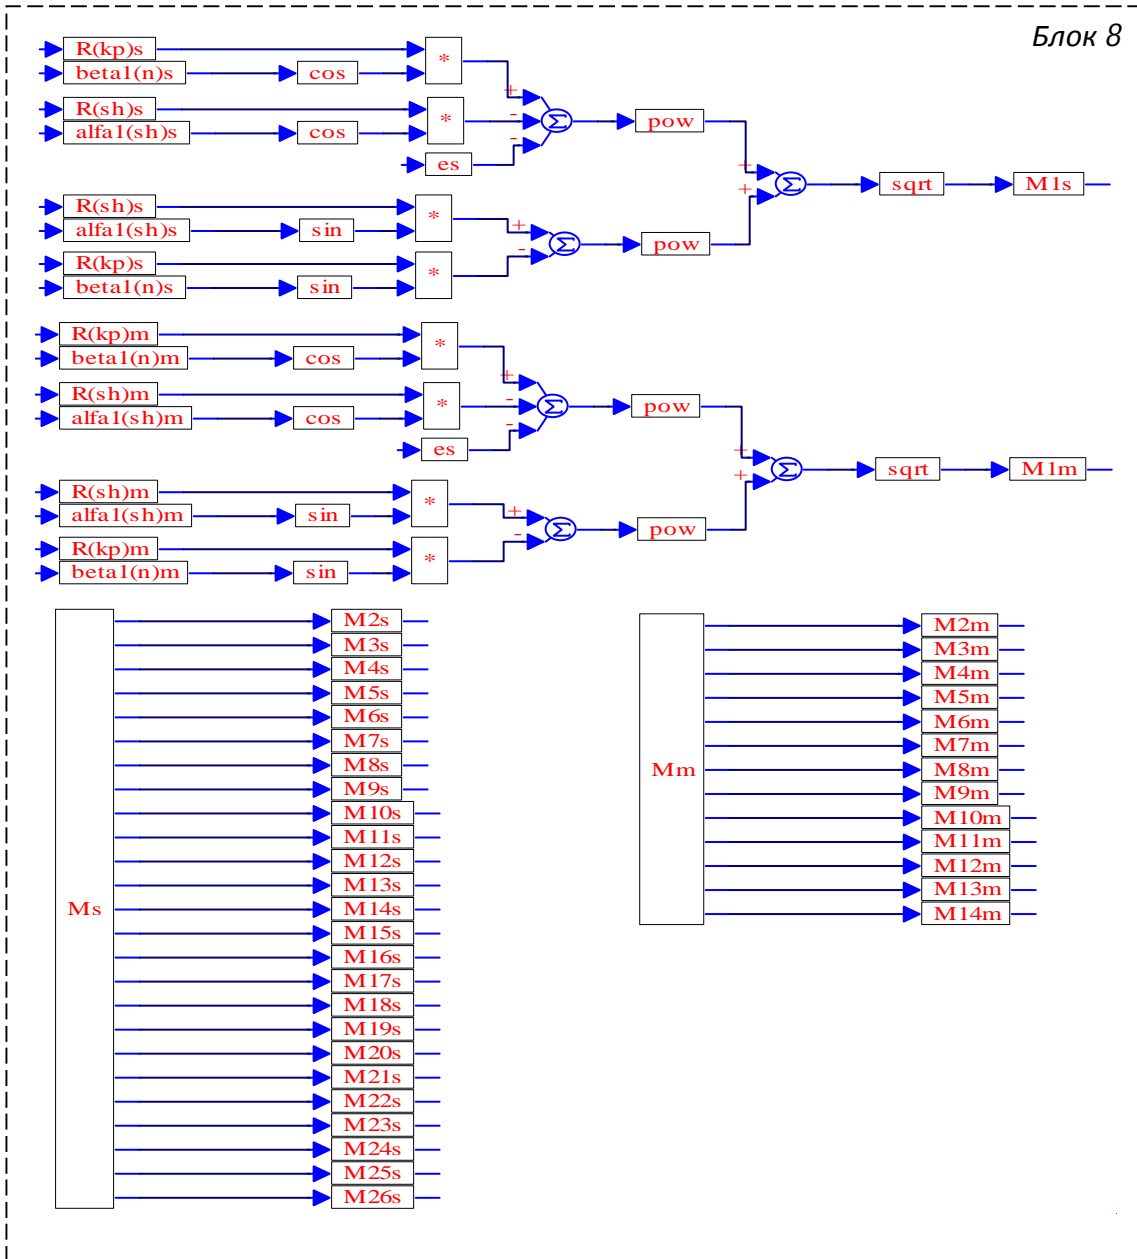 Блок 8
R(kp)s
*
beta1(n)s cos
+
R(sh)s
*
-
Σ
pow
alfa1(sh)s cos
-
es
+
Σ
sqrt
M1s
+
R(sh)s
*
+
alfa1(sh)s sin
-
Σ
pow
R(kp)s
*
beta1(n)s sin
R(kp)m
*
beta1(n)m cos
+
R(sh)m
*
-
Σ
pow
alfa1(sh)m cos
-
es
+
Σ
sqrt
M1m
+
R(sh)m
*
+
alfa1(sh)m sin
-
Σ
pow
R(kp)m
*
beta1(n)m sin
Ms
M2s
M3s
M4s
M5s
M6s
M7s
M8s
M9s
M10s
M11s
M12s
M13s
M14s
M15s
M16s
M17s
M18s
M19s
M20s
M21s
M22s
M23s
M24s
M25s
M26s
Mm
M2m
M3m
M4m
M5m
M6m
M7m
M8m
M9m
M10m
M11m
M12m
M13m
M14m